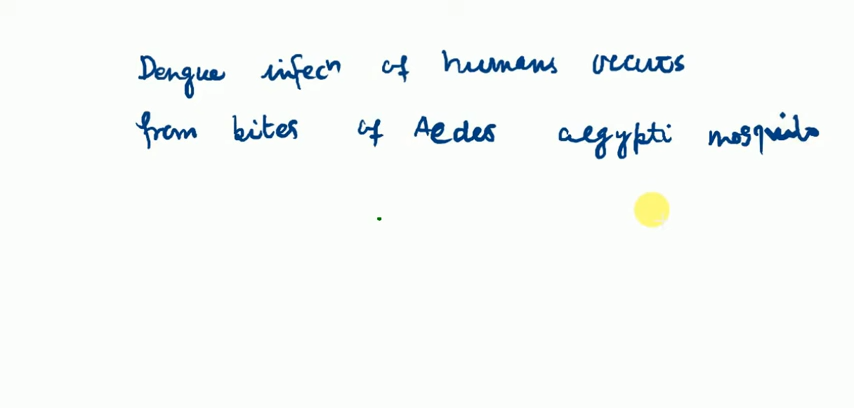 Dengue infecn of humans occurs
from bites of Aedes aegypti mosquito